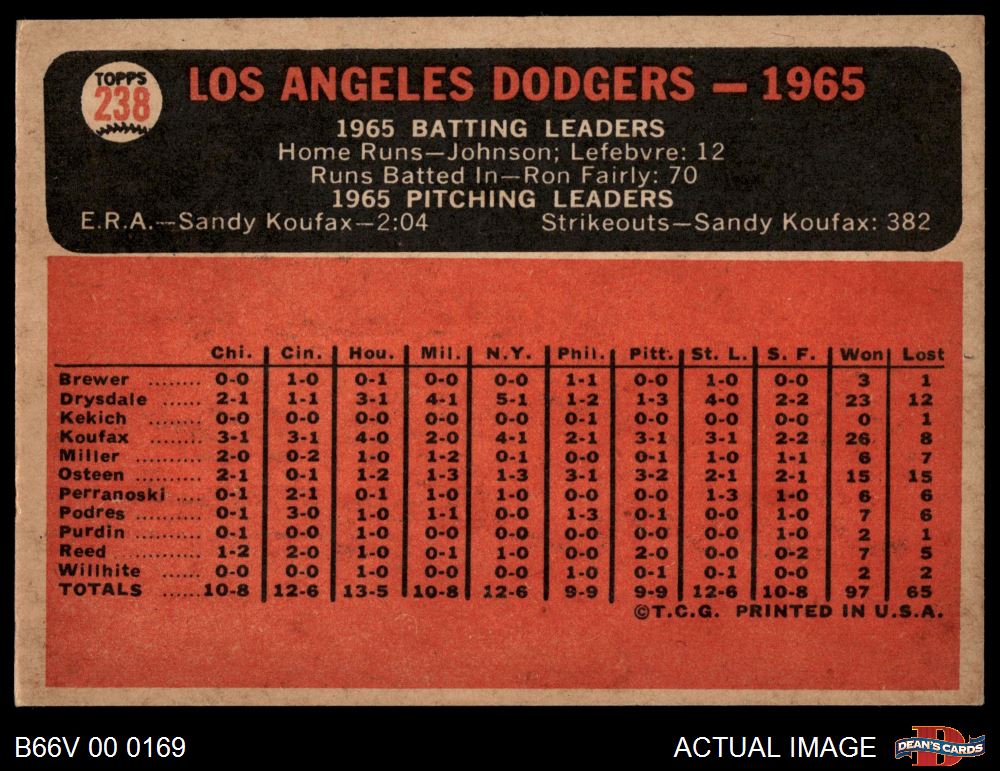 TOPPS
238
LOS ANGELES DODGERS — 1965
1965 BATTING LEADERS
Home Runs—Johnson; Lefebvre: 12
Runs Batted In—Ron Fairly: 70
1965 PITCHING LEADERS
E.R.A.—Sandy Koufax—2:04 Strikeouts—Sandy Koufax: 382
Chi. Cin. Hou. Mil. N.Y. Phil. Pitt. St. L. S. F. Won Lost
Brewer ........ 0-0 1-0 0-1 0-0 0-0 1-1 0-0 1-0 0-0 3 1
Drysdale ...... 2-1 1-1 3-1 4-1 5-1 1-2 1-3 4-0 2-2 23 12
Kekich ........ 0-0 0-0 0-0 0-0 0-0 0-1 0-0 0-0 0-0 0 1
Koufax ........ 3-1 3-1 4-0 2-0 4-1 2-1 3-1 3-1 2-2 26 8
Miller .......... 2-0 0-2 1-0 1-2 0-1 0-0 0-1 1-0 1-1 6 7
Osteen ........ 2-1 0-1 1-2 1-3 1-3 3-1 3-2 2-1 2-1 15 15
Perranoski .... 0-1 2-1 0-1 1-0 1-0 0-0 0-0 1-3 1-0 6 6
Podres ......... 0-1 3-0 1-0 1-1 0-0 1-3 0-1 0-0 1-0 7 6
Purdin ......... 0-1 0-0 1-0 0-0 0-0 0-0 0-0 0-0 1-0 2 1
Reed ........... 1-2 2-0 1-0 0-1 1-0 0-0 2-0 0-0 0-2 7 5
Willhite ...... 0-0 0-0 1-0 0-0 0-0 1-0 0-1 0-1 0-0 2 2
TOTALS ......10-8 12-6 13-5 10-8 12-6 9-9 9-9 12-6 10-8 97 65
©T.C.G. PRINTED IN U.S.A.
B66V 00 0169 ACTUAL IMAGE DEAN'S CARDS